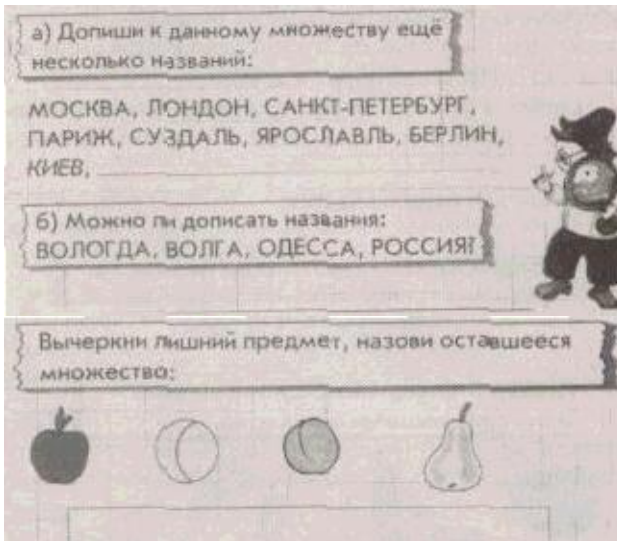 а) Допиши к данному множеству ещё
несколько названий:
МОСКВА, ЛОНДОН, САНКТ-ПЕТЕРБУРГ,
ПАРИЖ, СУЗДАЛЬ, ЯРОСЛАВЛЬ, БЕРЛИН,
КИЕВ,
б) Можно ли дописать названия:
ВОЛОГДА, ВОЛГА, ОДЕССА, РОССИЯ?
Вычеркни лишний предмет, назови оставшееся
множество: